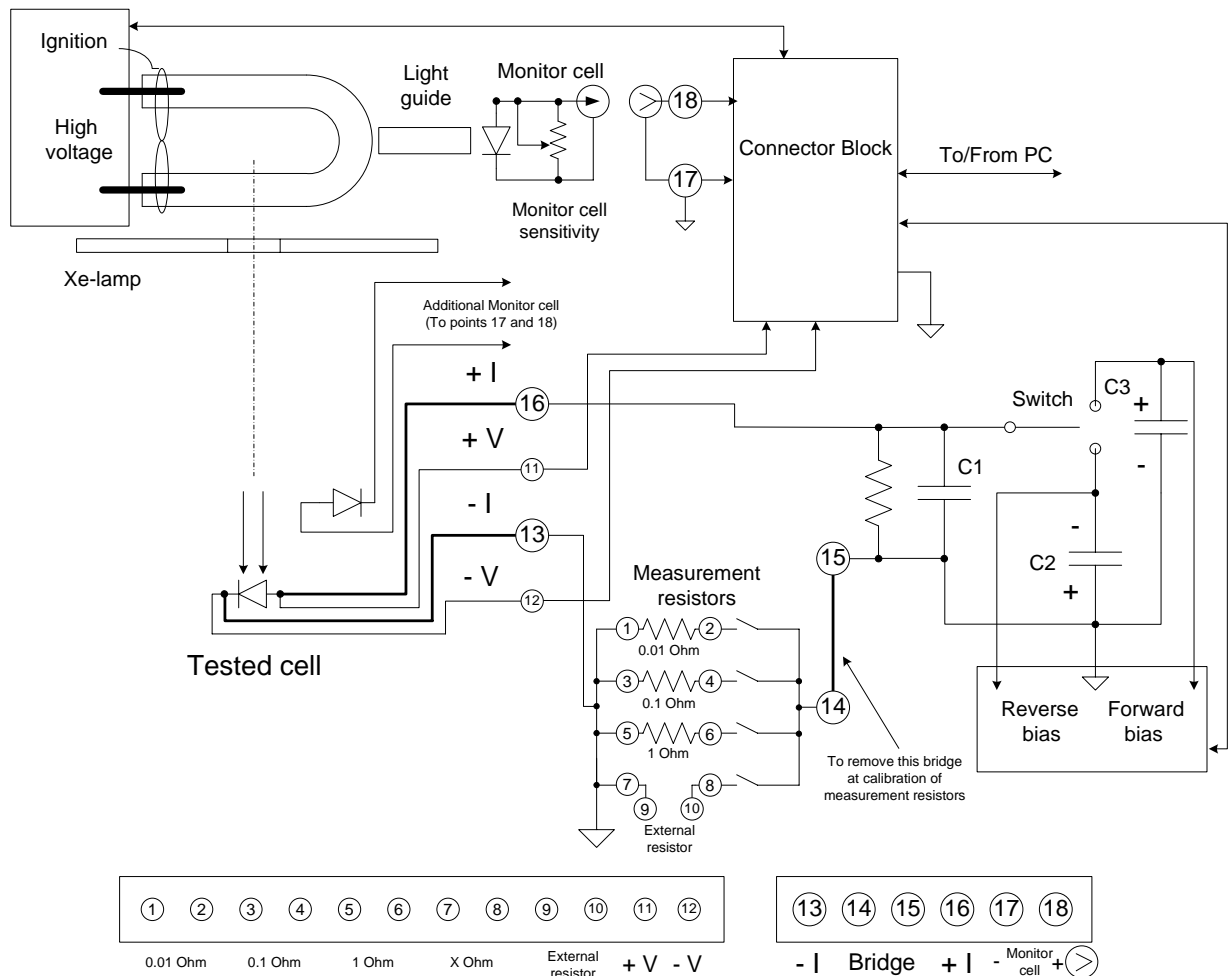 Ignition
High
voltage
Light
guide
Monitor cell
Monitor cell
sensitivity
18
17
Connector Block
To/From PC
Xe-lamp
Additional Monitor cell
(To points 17 and 18)
+ I
16
+ V
11
- I
13
- V
12
Tested cell
Switch
C3
+
-
C1
-
C2
+
15
Measurement
resistors
1
2
0.01 Ohm
3
4
0.1 Ohm
5
6
1 Ohm
7
8
9
10
External
resistor
14
To remove this bridge
at calibration of
measurement resistors
Reverse
bias
Forward
bias
1 2 3 4 5 6 7 8 9 10 11 12
0.01 Ohm 0.1 Ohm 1 Ohm X Ohm External
resistor + V - V
13 14 15 16 17 18
- I Bridge + I - Monitor
cell +